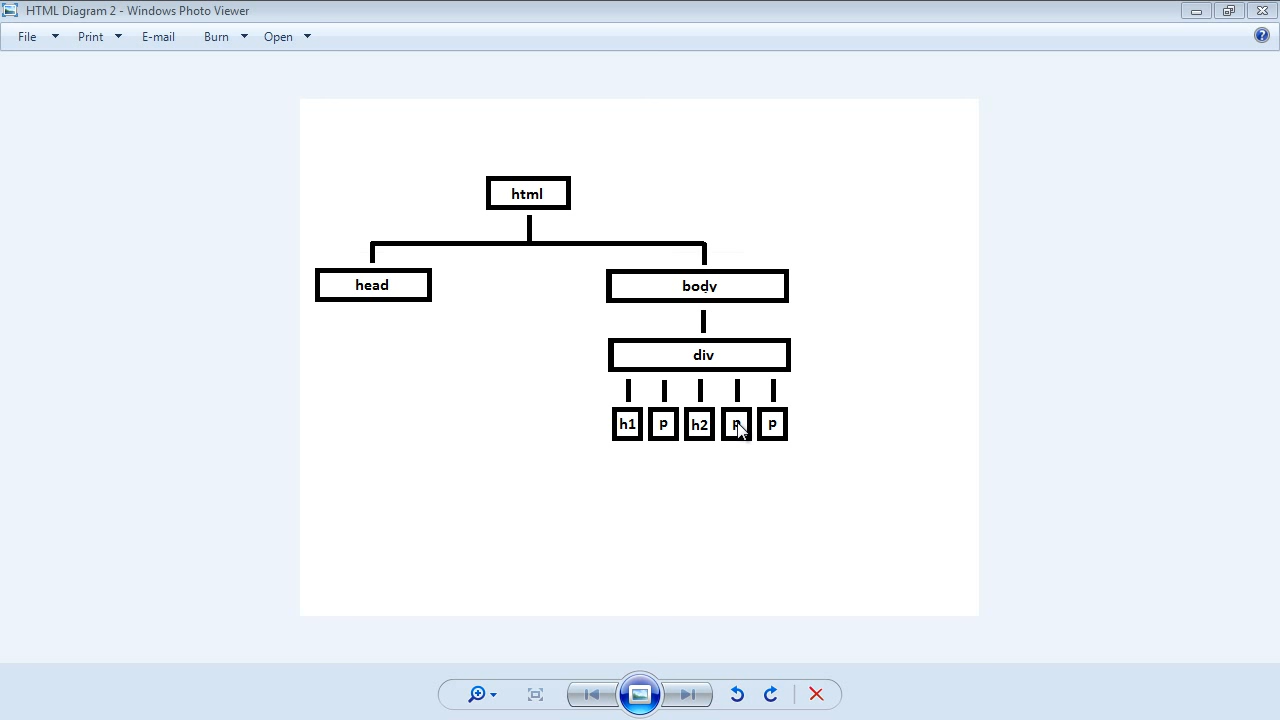 HTML Diagram 2 - Windows Photo Viewer
File Print E-mail Burn Open
html
head body
div
h1 p h2 p p